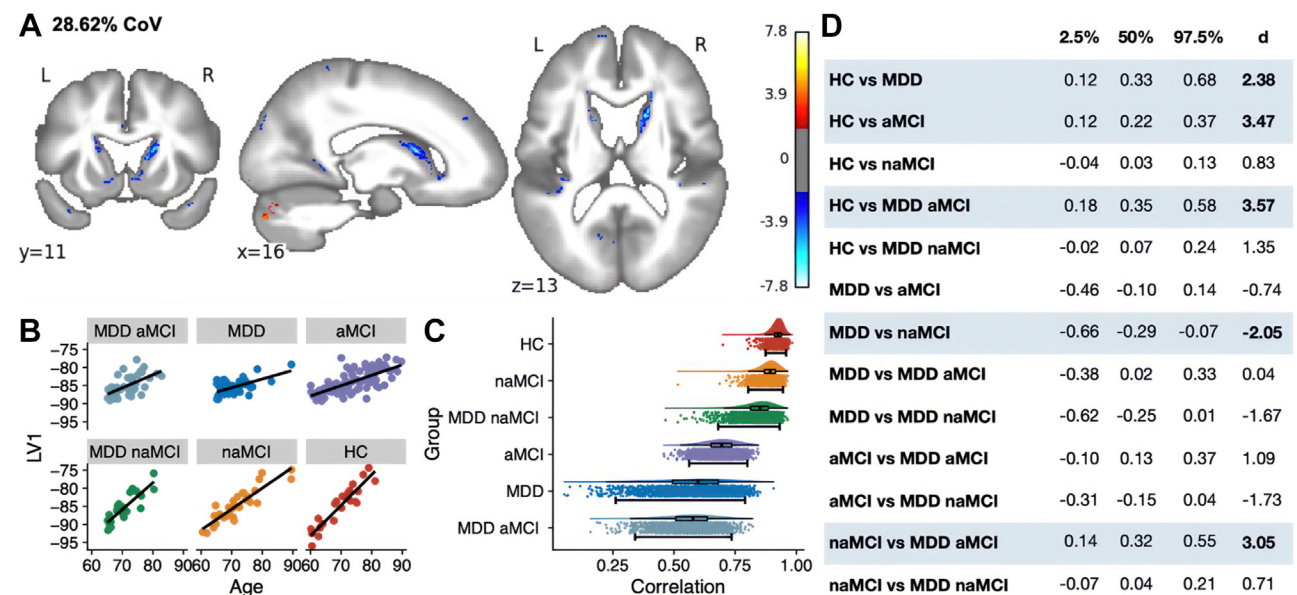 A 28.62% CoV
L R
y=11
x=16
L R
z=13
7.8
3.9
0
-3.9
-7.8
B
MDD aMCI MDD aMCI
−75
−80
−85
−90
−95
MDD naMCI naMCI HC
−75
−80
−85
−90
−95
LV1
60 70 80 90 60 70 80 90 60 70 80 90
Age
C
Group
HC
naMCI
MDD naMCI
aMCI
MDD
MDD aMCI
0.25 0.50 0.75 1.00
Correlation
D
2.5% 50% 97.5% d
HC vs MDD 0.12 0.33 0.68 2.38
HC vs aMCI 0.12 0.22 0.37 3.47
HC vs naMCI -0.04 0.03 0.13 0.83
HC vs MDD aMCI 0.18 0.35 0.58 3.57
HC vs MDD naMCI -0.02 0.07 0.24 1.35
MDD vs aMCI -0.46 -0.10 0.14 -0.74
MDD vs naMCI -0.66 -0.29 -0.07 -2.05
MDD vs MDD aMCI -0.38 0.02 0.33 0.04
MDD vs MDD naMCI -0.62 -0.25 0.01 -1.67
aMCI vs MDD aMCI -0.10 0.13 0.37 1.09
aMCI vs MDD naMCI -0.31 -0.15 0.04 -1.73
naMCI vs MDD aMCI 0.14 0.32 0.55 3.05
naMCI vs MDD naMCI -0.07 0.04 0.21 0.71